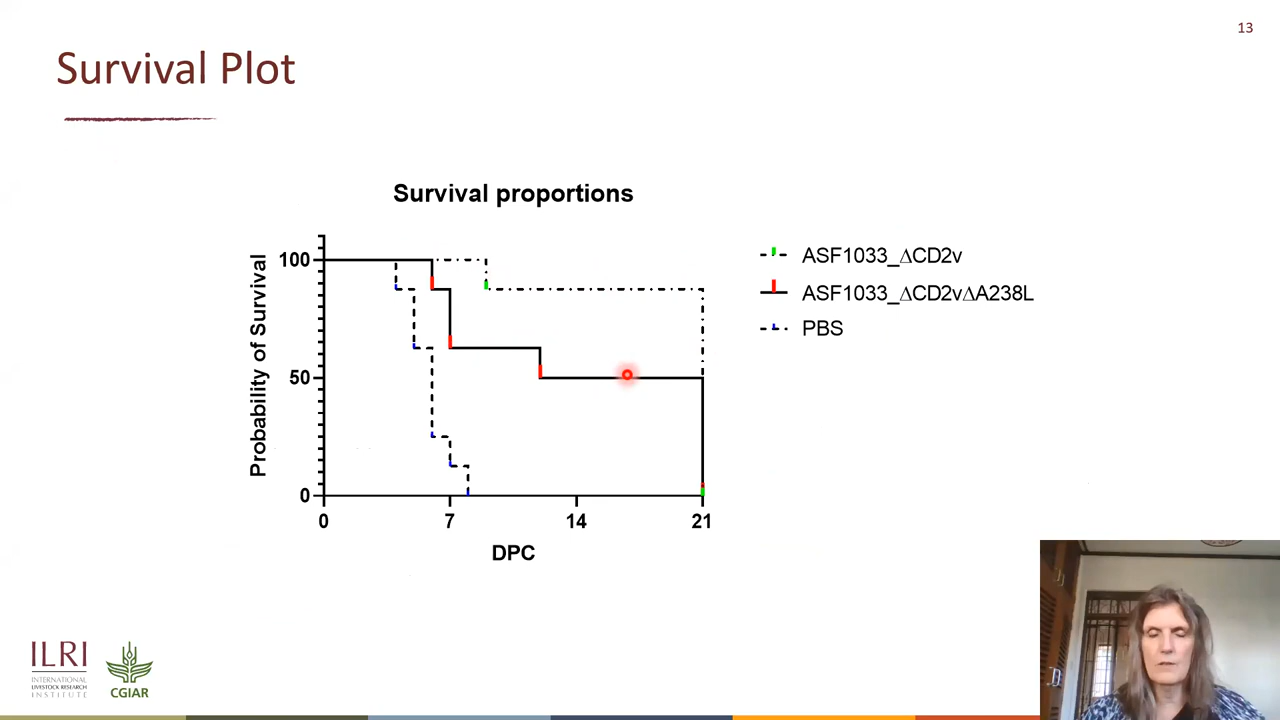 13
Survival Plot
Survival proportions
Probability of Survival
100
50
0
0 7 14 21
DPC
ASF1033_ΔCD2v
ASF1033_ΔCD2vΔA238L
PBS
ILRI
INTERNATIONAL
LIVESTOCK RESEARCH
INSTITUTE
CGIAR